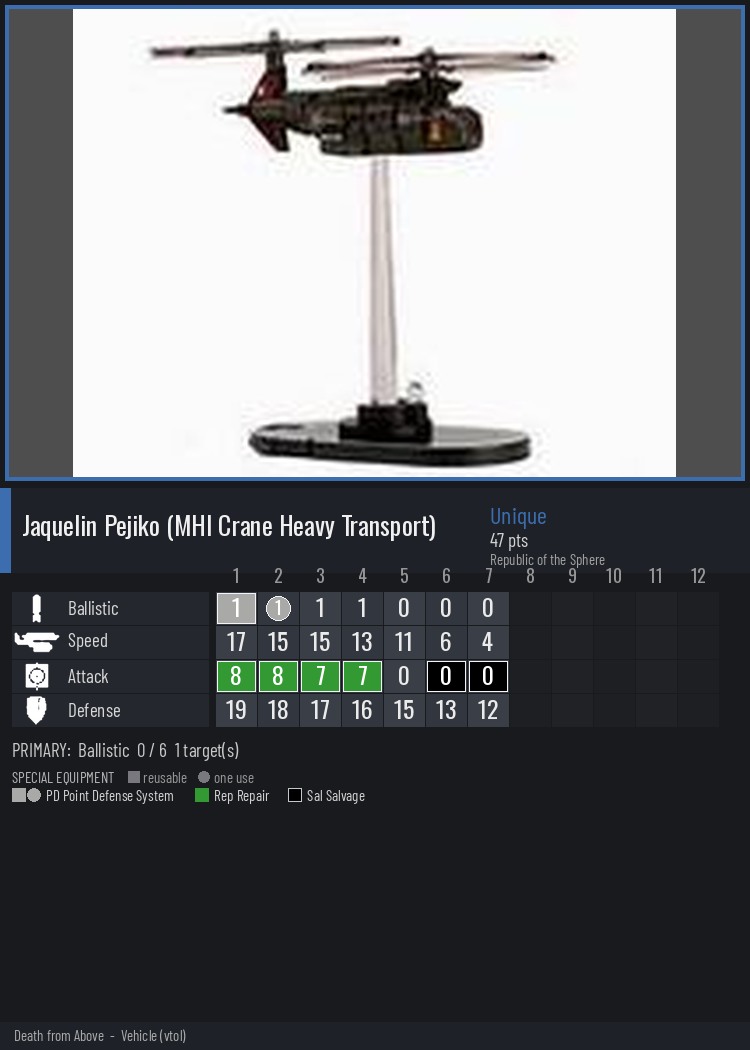 Jaquelin Pejiko (MHI Crane Heavy Transport)
Unique
47 pts
Republic of the Sphere
1 2 3 4 5 6 7 8 9 10 11 12
Ballistic 1 1 1 1 0 0 0
Speed 17 15 15 13 11 6 4
Attack 8 8 7 7 0 0 0
Defense 19 18 17 16 15 13 12
PRIMARY: Ballistic 0 / 6 1 target(s)
SPECIAL EQUIPMENT reusable one use
PD Point Defense System Rep Repair Sal Salvage
Death from Above - Vehicle (vtol)